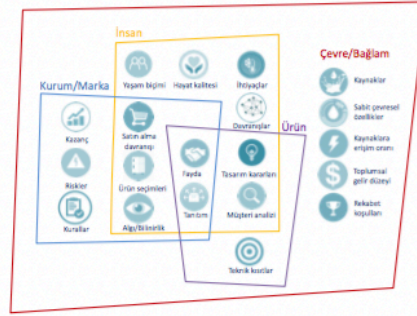 İnsan
Yaşam biçimi
Hayat kalitesi
İhtiyaçlar
Çevre/Bağlam
Kaynaklar
Sabit çevresel
özellikler
Kaynaklara
erişim oranı
Toplumsal
gelir düzeyi
Rekabet
koşulları
Kurum/Marka
Kazanç
Riskler
Kurallar
Satın alma
davranışı
Ürün seçimleri
Algı/Bilinirlik
Davranışlar
Ürün
Fayda
Tasarım kararları
Tanıtım
Müşteri analizi
Teknik kısıtlar